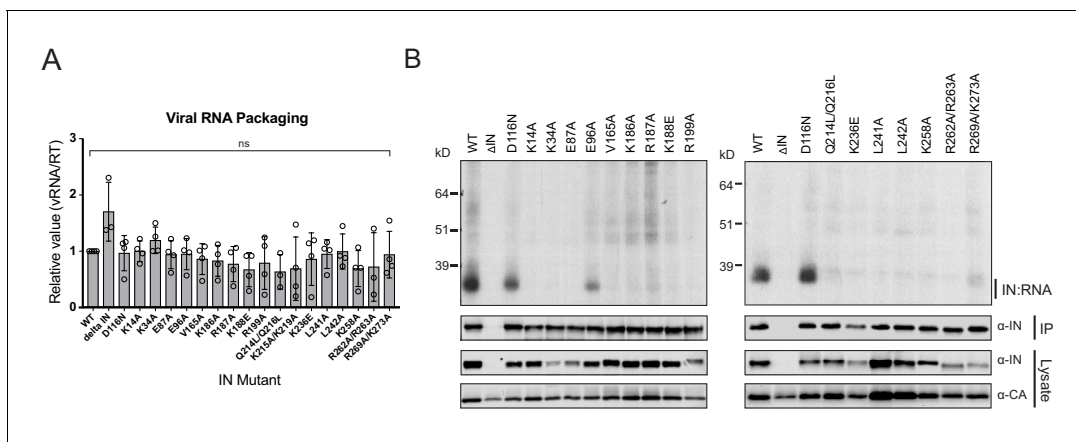 A
Viral RNA Packaging
ns
Relative value (vRNA/RT)
3
2
1
0
WT
delta IN
D116N
K14A
K34A
E87A
E96A
V165A
K186A
R187A
K188E
R199A
Q214L/Q216L
K215A/K219A
K236E
L241A
L242A
K258A
R262A/R263A
R269A/K273A
IN Mutant
B
kD
WT
ΔIN
D116N
K14A
K34A
E87A
E96A
V165A
K186A
R187A
K188E
R199A
64
51
39
kD
WT
ΔIN
D116N
Q214L/Q216L
K236E
L241A
L242A
K258A
R262A/R263A
R269A/K273A
64
51
39
IN:RNA
α-IN
IP
α-IN
α-CA
Lysate